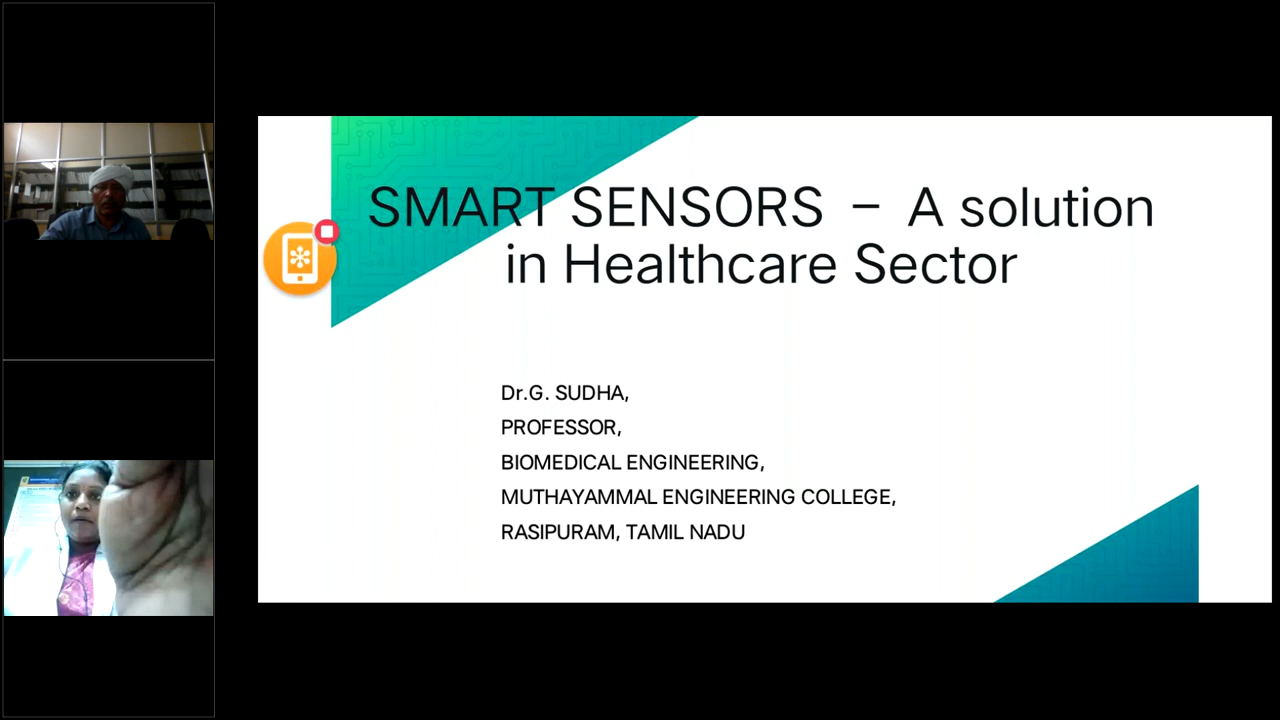 SMART SENSORS – A solution
in Healthcare Sector
Dr.G. SUDHA,
PROFESSOR,
BIOMEDICAL ENGINEERING,
MUTHAYAMMAL ENGINEERING COLLEGE,
RASIPURAM, TAMIL NADU